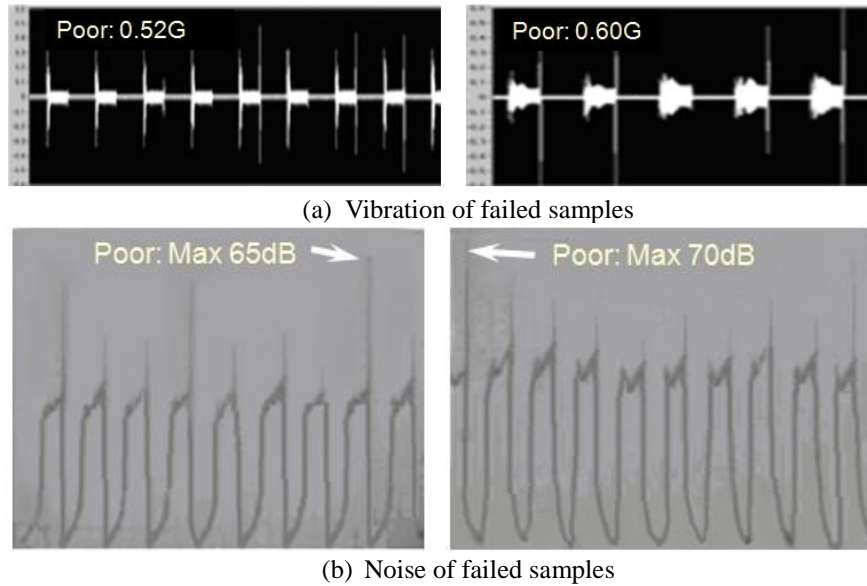 Poor: 0.52G
Poor: 0.60G
(a) Vibration of failed samples
Poor: Max 65dB
Poor: Max 70dB
(b) Noise of failed samples